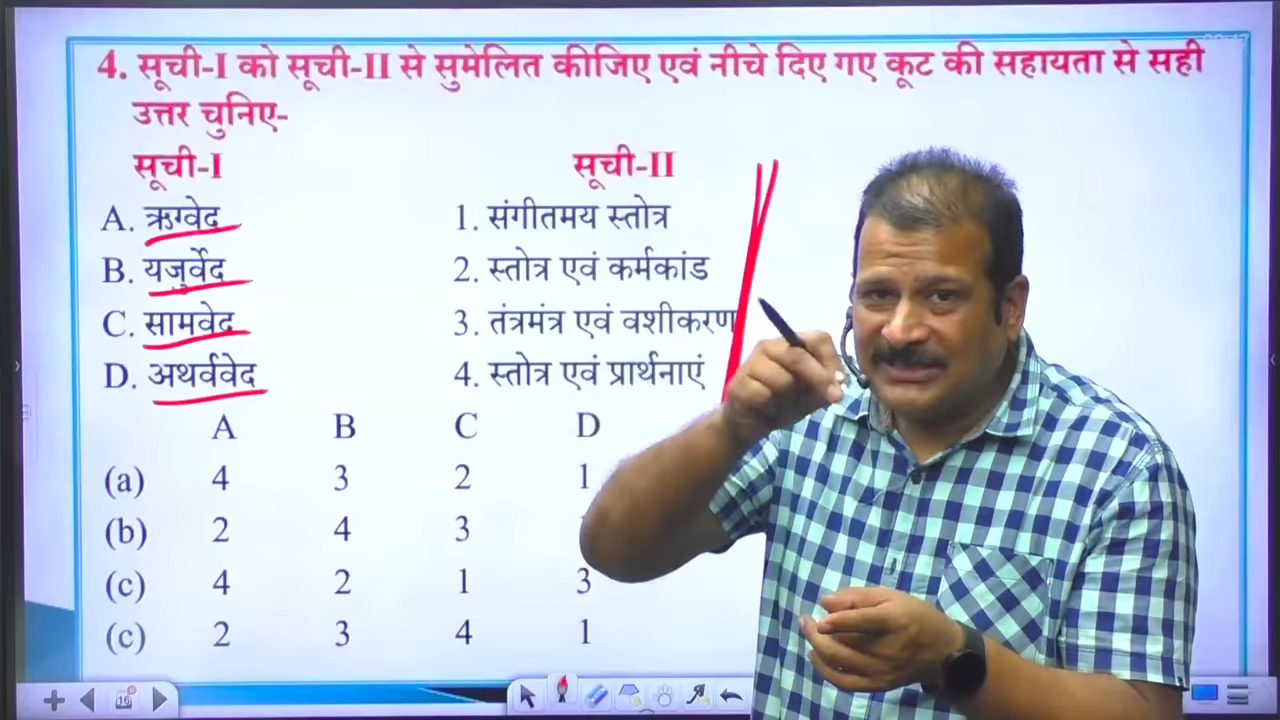 4. सूची-I को सूची-II से सुमेलित कीजिए एवं नीचे दिए गए कूट की सहायता से सही
उत्तर चुनिए-
सूची-I सूची-II
A. ऋग्वेद 1. संगीतमय स्तोत्र
B. यजुर्वेद 2. स्तोत्र एवं कर्मकांड
C. सामवेद 3. तंत्रमंत्र एवं वशीकरण
D. अथर्ववेद 4. स्तोत्र एवं प्रार्थनाएं
A B C D
(a) 4 3 2 1
(b) 2 4 3
(c) 4 2 1 3
(c) 2 3 4 1
16